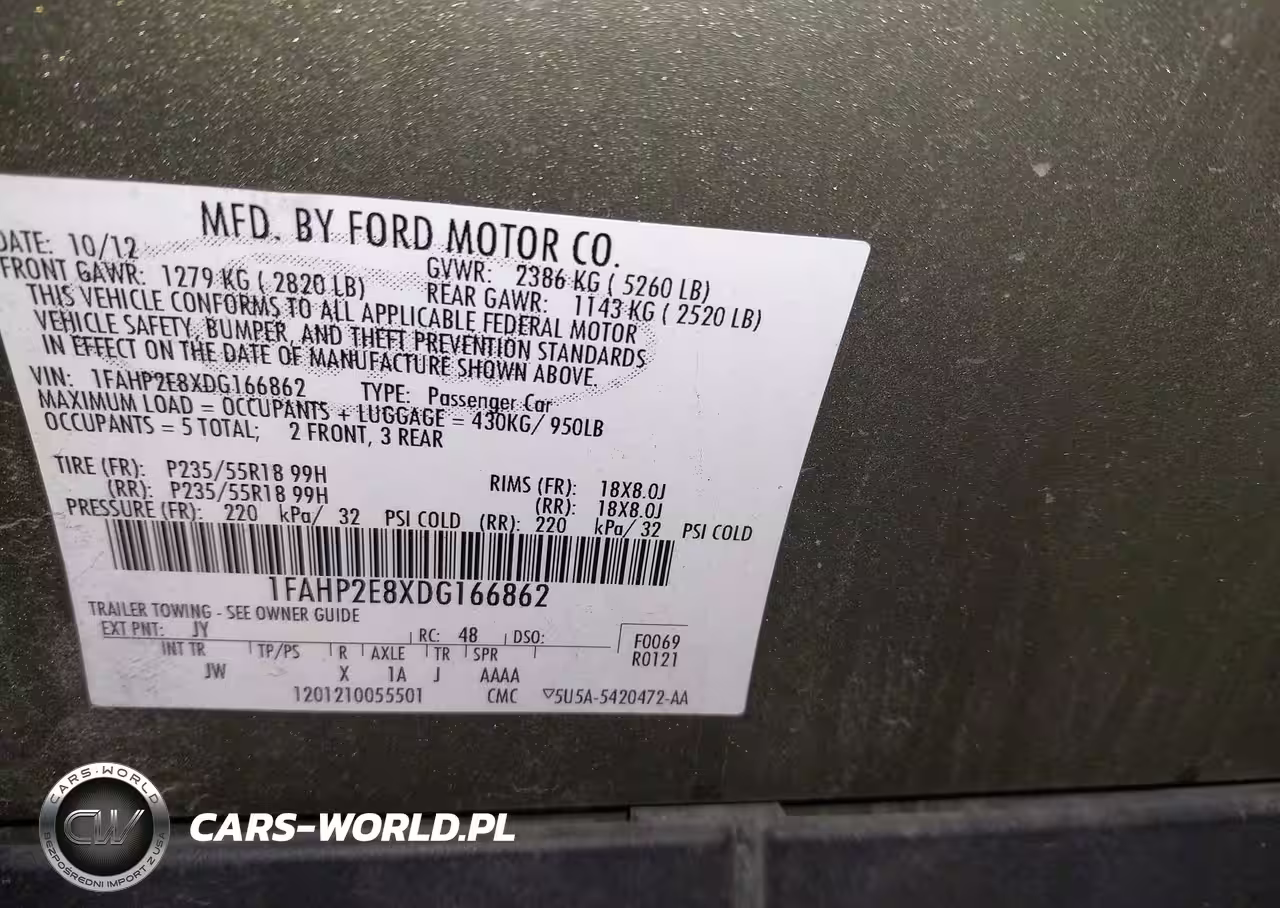 MFD. BY FORD MOTOR CO.
DATE: 10/12
GVWR: 2386 KG ( 5260 LB)
FRONT GAWR: 1279 KG ( 2820 LB)
REAR GAWR: 1143 KG ( 2520 LB)
THIS VEHICLE CONFORMS TO ALL APPLICABLE FEDERAL MOTOR
VEHICLE SAFETY, BUMPER, AND THEFT PREVENTION STANDARDS
IN EFFECT ON THE DATE OF MANUFACTURE SHOWN ABOVE.
VIN: 1FAHP2E8XDG166862 TYPE: Passenger Car
MAXIMUM LOAD = OCCUPANTS + LUGGAGE = 430KG/ 950LB
OCCUPANTS = 5 TOTAL; 2 FRONT, 3 REAR
TIRE (FR): P235/55R18 99H RIMS (FR): 18X8.0J
(RR): P235/55R18 99H (RR): 18X8.0J
PRESSURE (FR): 220 kPa/ 32 PSI COLD (RR): 220 kPa/ 32 PSI COLD
1FAHP2E8XDG166862
TRAILER TOWING - SEE OWNER GUIDE
EXT PNT: JY RC: 48 DSO: F0069
INT TR TP/PS R AXLE TR SPR R0121
JW X 1A J AAAA
1201210055501 CMC ▽5U5A-5420472-AA
CARS-WORLD
CW
BEZPOŚREDNI IMPORT Z USA
CARS-WORLD.PL